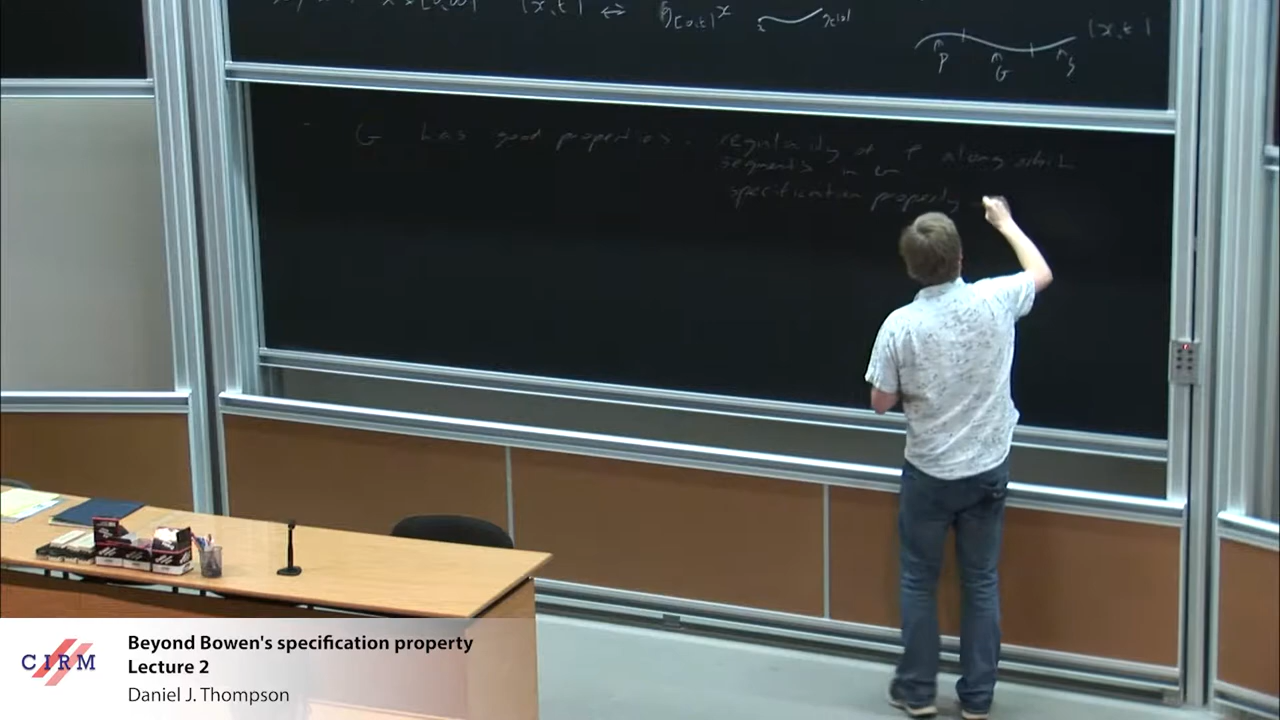 (x,t) ↔
(x,t)
P
G
S
G has good properties. regularity of φ along which
segments in G
specification property
CIRM
Beyond Bowen's specification property
Lecture 2
Daniel J. Thompson